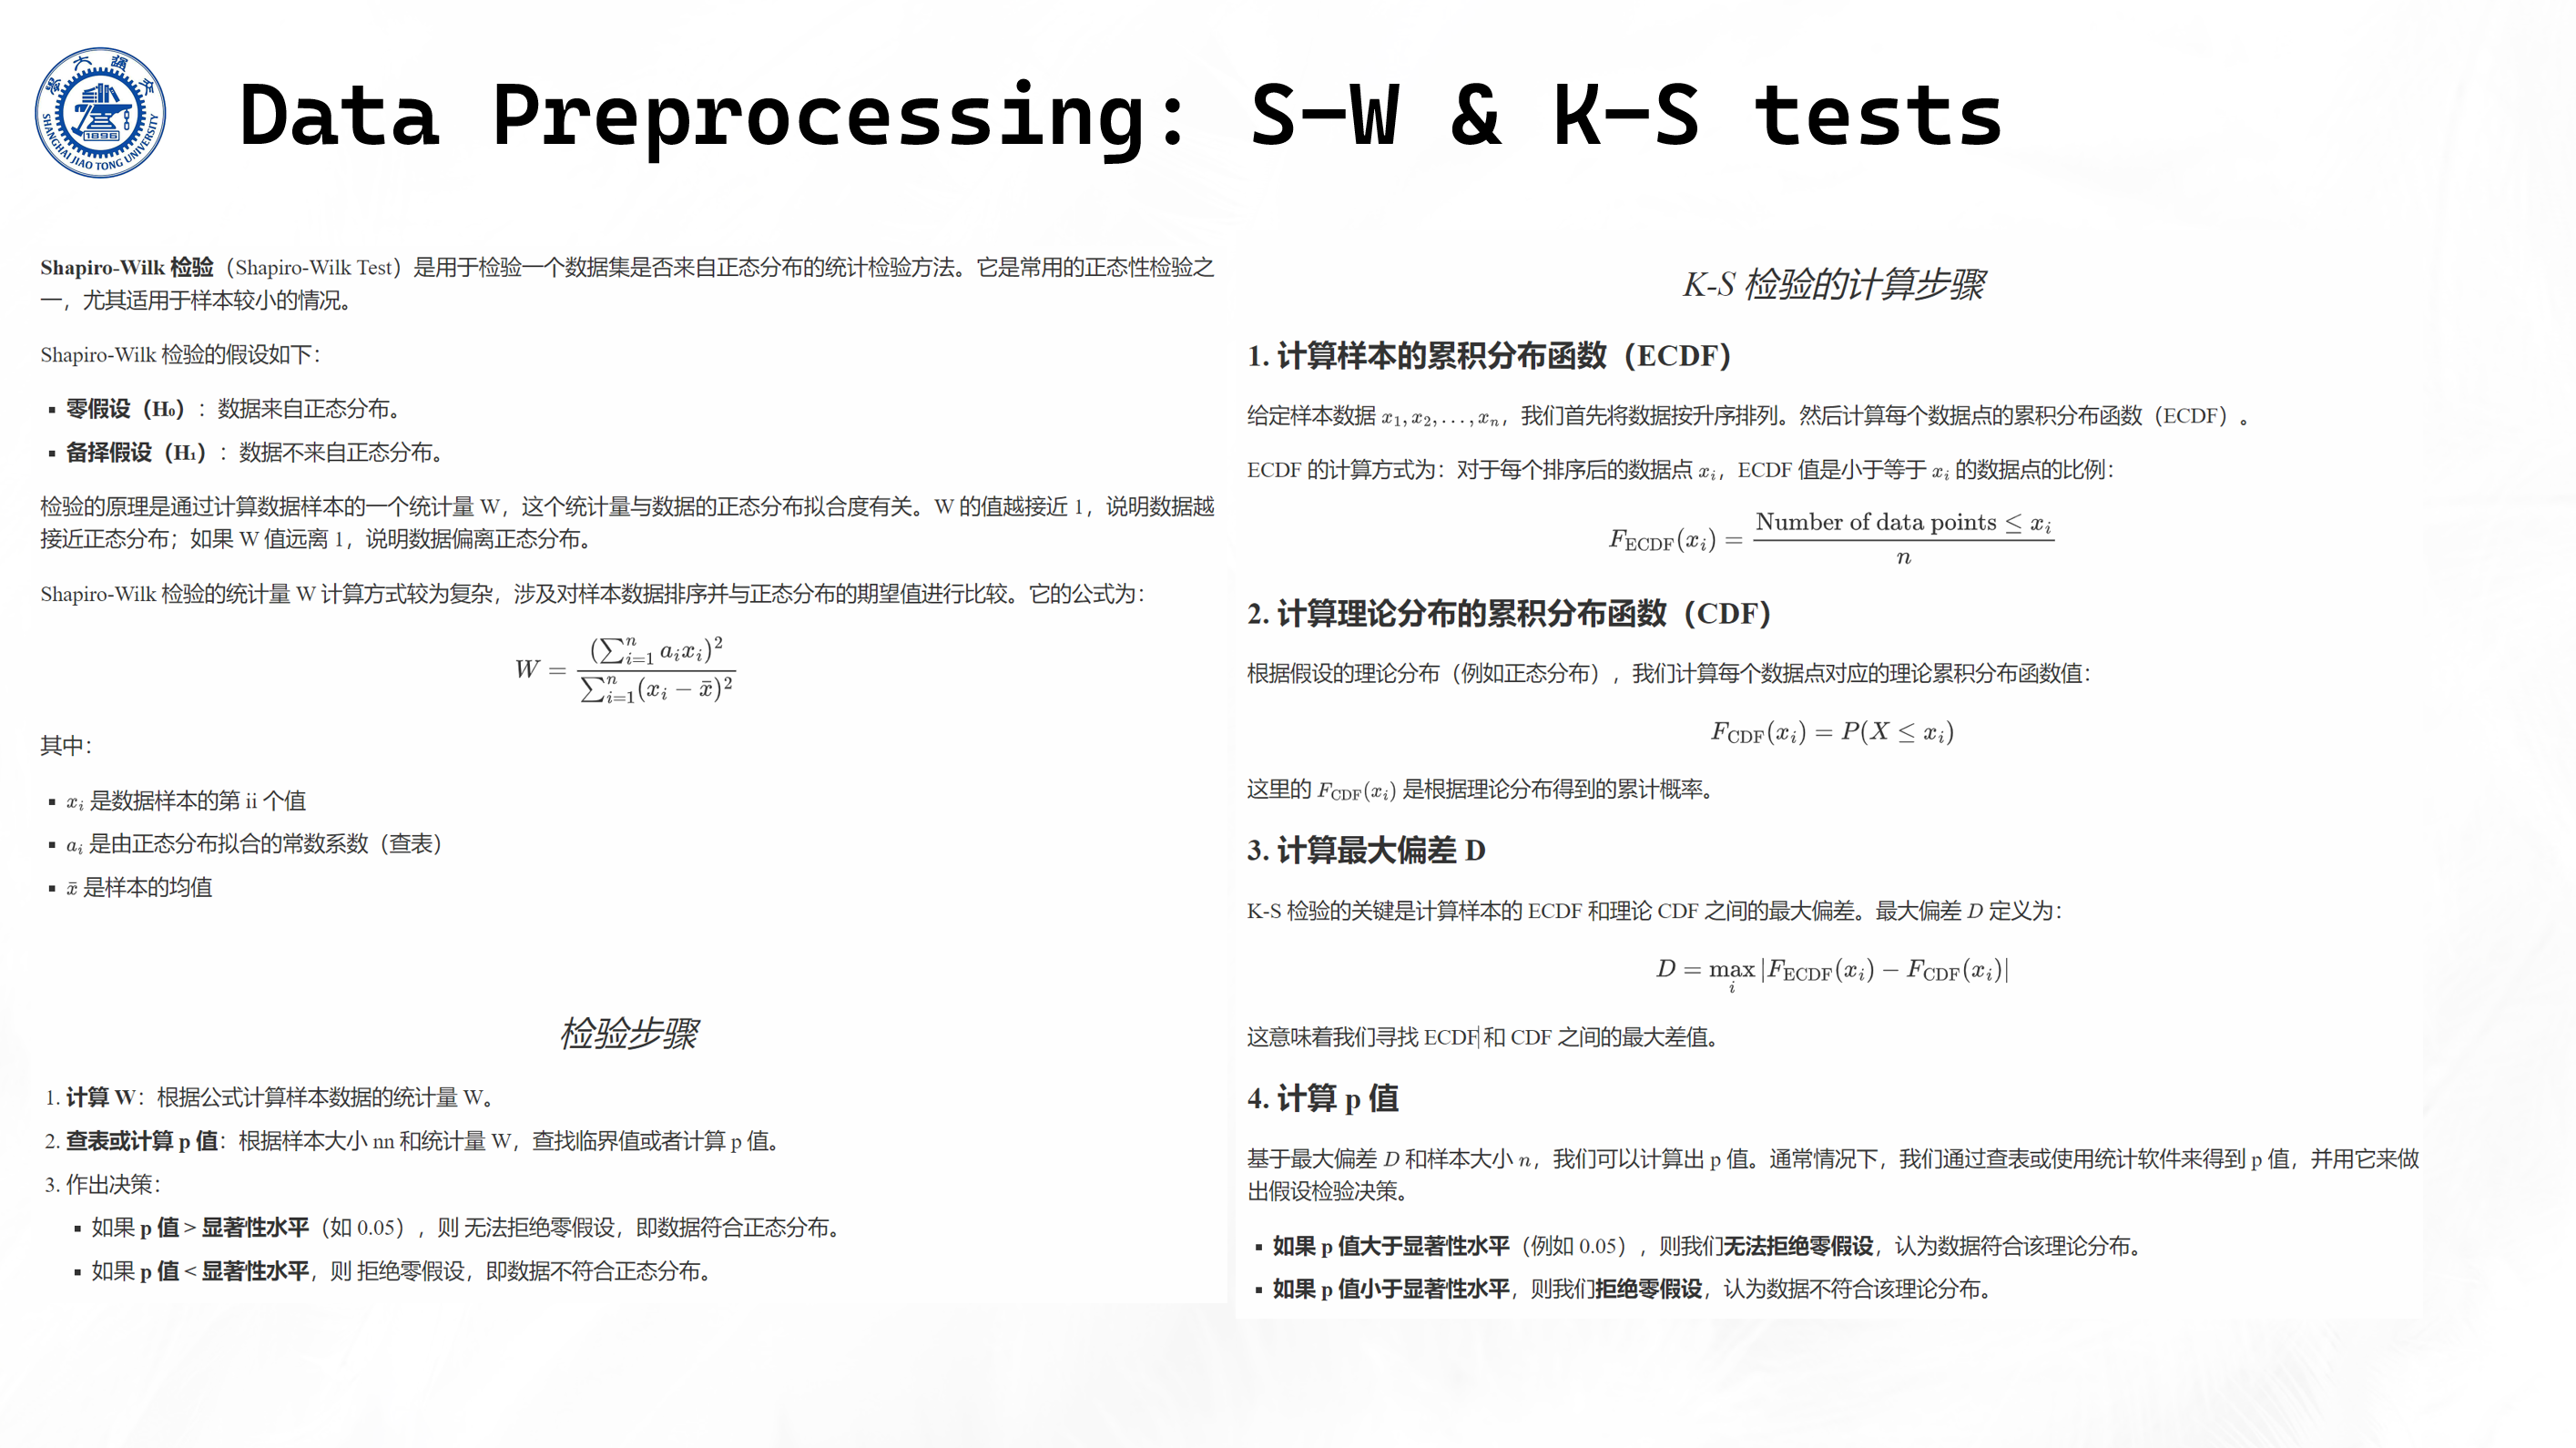 學 大 通 交
1896
SHANGHAI JIAO TONG UNIVERSITY
Data Preprocessing: S-W & K-S tests
Shapiro-Wilk 检验（Shapiro-Wilk Test）是用于检验一个数据集是否来自正态分布的统计检验方法。它是常用的正态性检验之
一，尤其适用于样本较小的情况。
Shapiro-Wilk 检验的假设如下：
▪ 零假设（H₀）：数据来自正态分布。
▪ 备择假设（H₁）：数据不来自正态分布。
检验的原理是通过计算数据样本的一个统计量 W，这个统计量与数据的正态分布拟合度有关。W 的值越接近 1，说明数据越
接近正态分布；如果 W 值远离 1，说明数据偏离正态分布。
Shapiro-Wilk 检验的统计量 W 计算方式较为复杂，涉及对样本数据排序并与正态分布的期望值进行比较。它的公式为：
W = (∑ⁿᵢ₌₁ aᵢxᵢ)² / ∑ⁿᵢ₌₁(xᵢ − x̄)²
其中：
▪ xᵢ 是数据样本的第 ii 个值
▪ aᵢ 是由正态分布拟合的常数系数（查表）
▪ x̄ 是样本的均值
检验步骤
1. 计算 W：根据公式计算样本数据的统计量 W。
2. 查表或计算 p 值：根据样本大小 nn 和统计量 W，查找临界值或者计算 p 值。
3. 作出决策：
▪ 如果 p 值 > 显著性水平（如 0.05），则 无法拒绝零假设，即数据符合正态分布。
▪ 如果 p 值 < 显著性水平，则 拒绝零假设，即数据不符合正态分布。
K-S 检验的计算步骤
1. 计算样本的累积分布函数（ECDF）
给定样本数据 x₁, x₂, …, xₙ，我们首先将数据按升序排列。然后计算每个数据点的累积分布函数（ECDF）。
ECDF 的计算方式为：对于每个排序后的数据点 xᵢ，ECDF 值是小于等于 xᵢ 的数据点的比例：
F_ECDF(xᵢ) = Number of data points ≤ xᵢ / n
2. 计算理论分布的累积分布函数（CDF）
根据假设的理论分布（例如正态分布），我们计算每个数据点对应的理论累积分布函数值：
F_CDF(xᵢ) = P(X ≤ xᵢ)
这里的 F_CDF(xᵢ) 是根据理论分布得到的累计概率。
3. 计算最大偏差 D
K-S 检验的关键是计算样本的 ECDF 和理论 CDF 之间的最大偏差。最大偏差 D 定义为：
D = maxᵢ |F_ECDF(xᵢ) − F_CDF(xᵢ)|
这意味着我们寻找 ECDF 和 CDF 之间的最大差值。
4. 计算 p 值
基于最大偏差 D 和样本大小 n，我们可以计算出 p 值。通常情况下，我们通过查表或使用统计软件来得到 p 值，并用它来做
出假设检验决策。
▪ 如果 p 值大于显著性水平（例如 0.05），则我们无法拒绝零假设，认为数据符合该理论分布。
▪ 如果 p 值小于显著性水平，则我们拒绝零假设，认为数据不符合该理论分布。